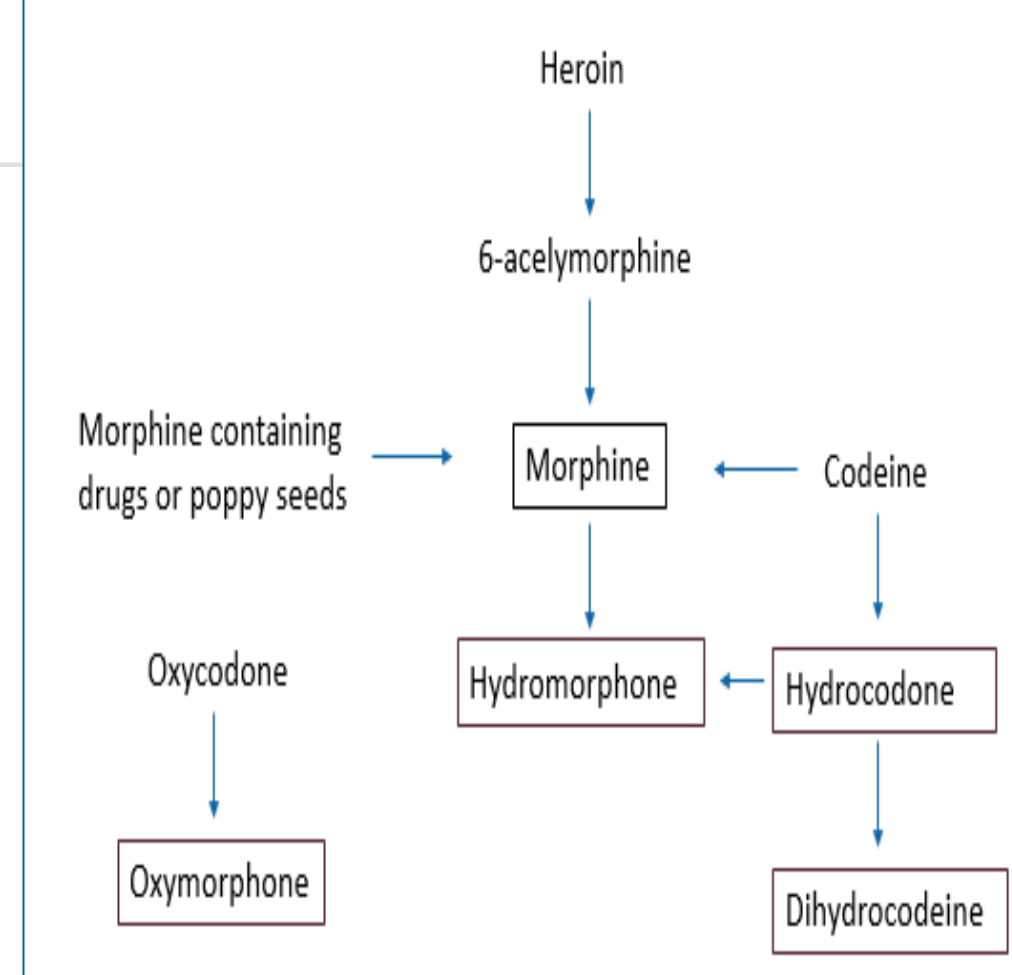 Heroin
6-acelymorphine
Morphine containing
drugs or poppy seeds
Morphine
Codeine
Oxycodone
Hydromorphone
Hydrocodone
Oxymorphone
Dihydrocodeine